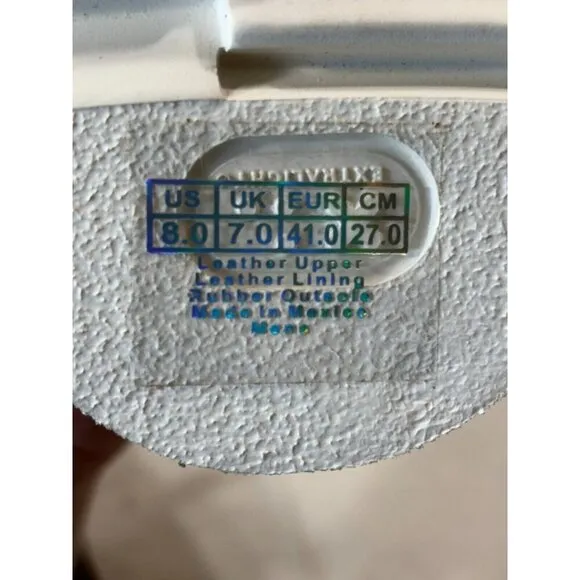 EXTRALIGHT®
US UK EUR CM
8.0 7.0 41.0 27.0
Leather Upper
Leather Lining
Rubber Outsole
Made In Mexico
Mens